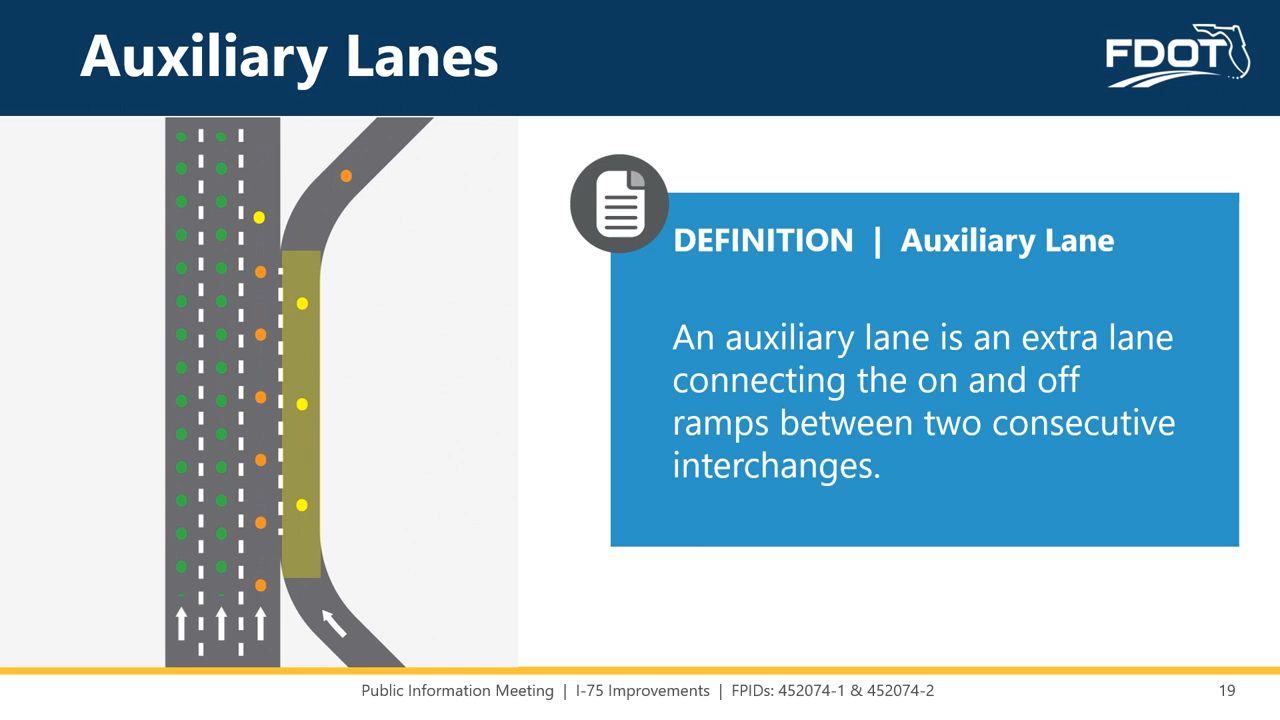 Auxiliary Lanes
FDOT
DEFINITION | Auxiliary Lane
An auxiliary lane is an extra lane
connecting the on and off
ramps between two consecutive
interchanges.
Public Information Meeting | I-75 Improvements | FPIDs: 452074-1 & 452074-2
19